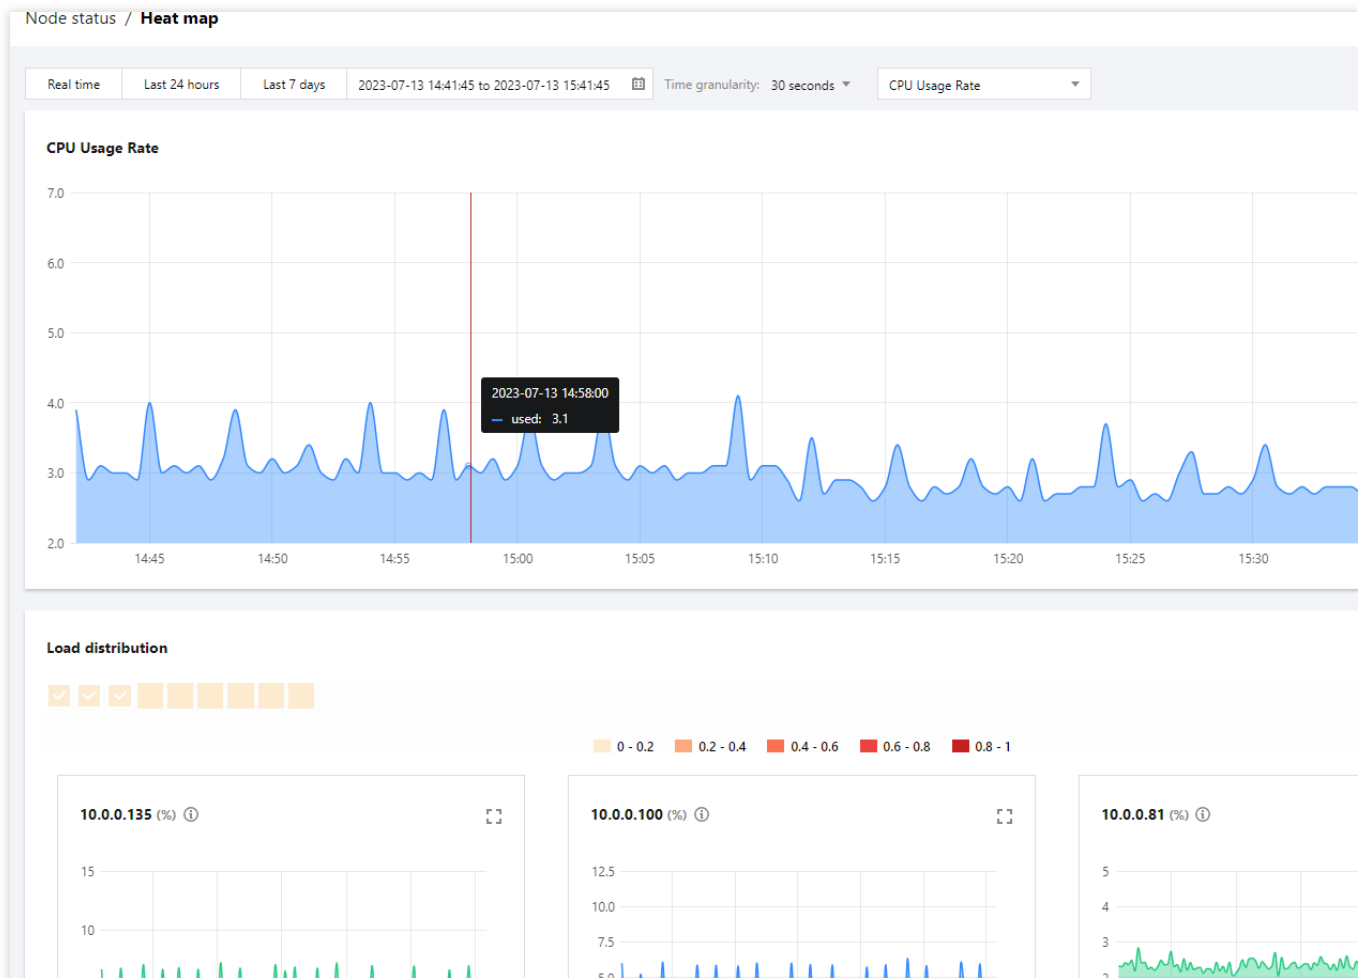 Node status / Heat map
Real time Last 24 hours Last 7 days 2023-07-13 14:41:45 to 2023-07-13 15:41:45 Time granularity: 30 seconds CPU Usage Rate
CPU Usage Rate
7.0
6.0
5.0
4.0
3.0
2.0
2023-07-13 14:58:00
used: 3.1
14:45 14:50 14:55 15:00 15:05 15:10 15:15 15:20 15:25 15:30
Load distribution
0 - 0.2 0.2 - 0.4 0.4 - 0.6 0.6 - 0.8 0.8 - 1
10.0.0.135 (%)
15
10
10.0.0.100 (%)
12.5
10.0
7.5
5.0
10.0.0.81 (%)
5
4
3
2